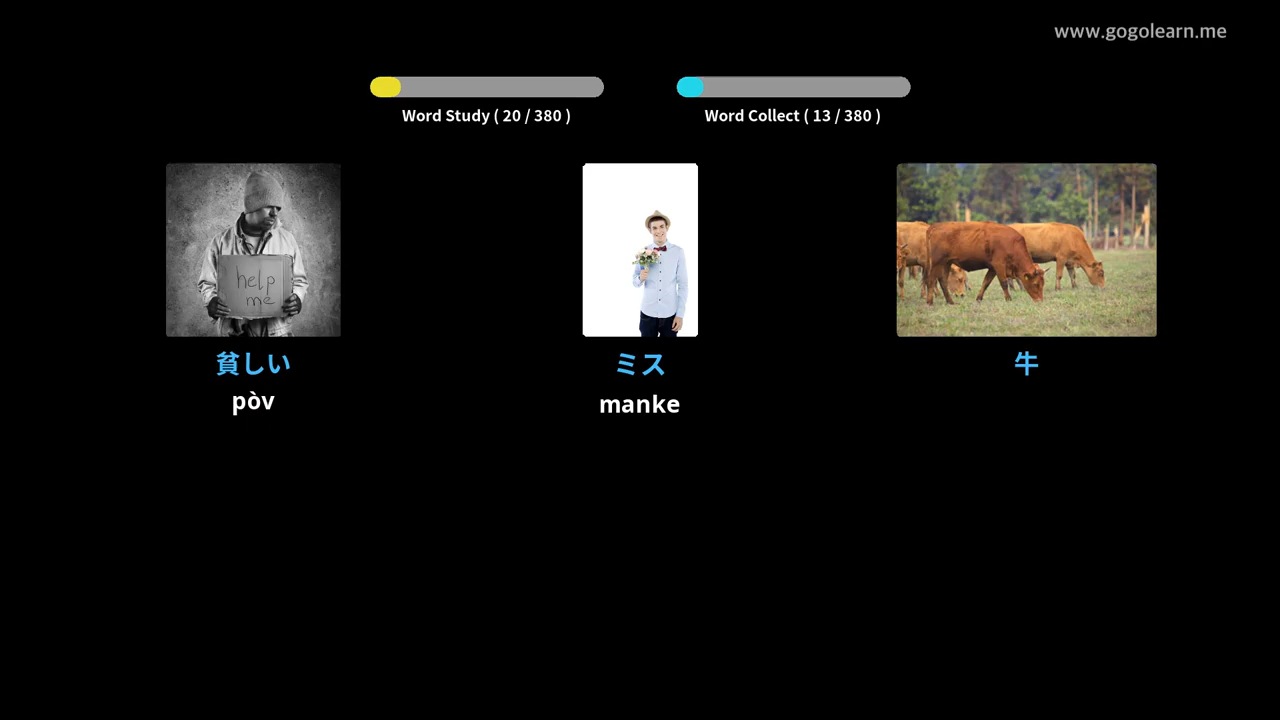 www.gogolearn.me
Word Study ( 20 / 380 )
Word Collect ( 13 / 380 )
help
me
貧しい
ミス
牛
pòv
manke